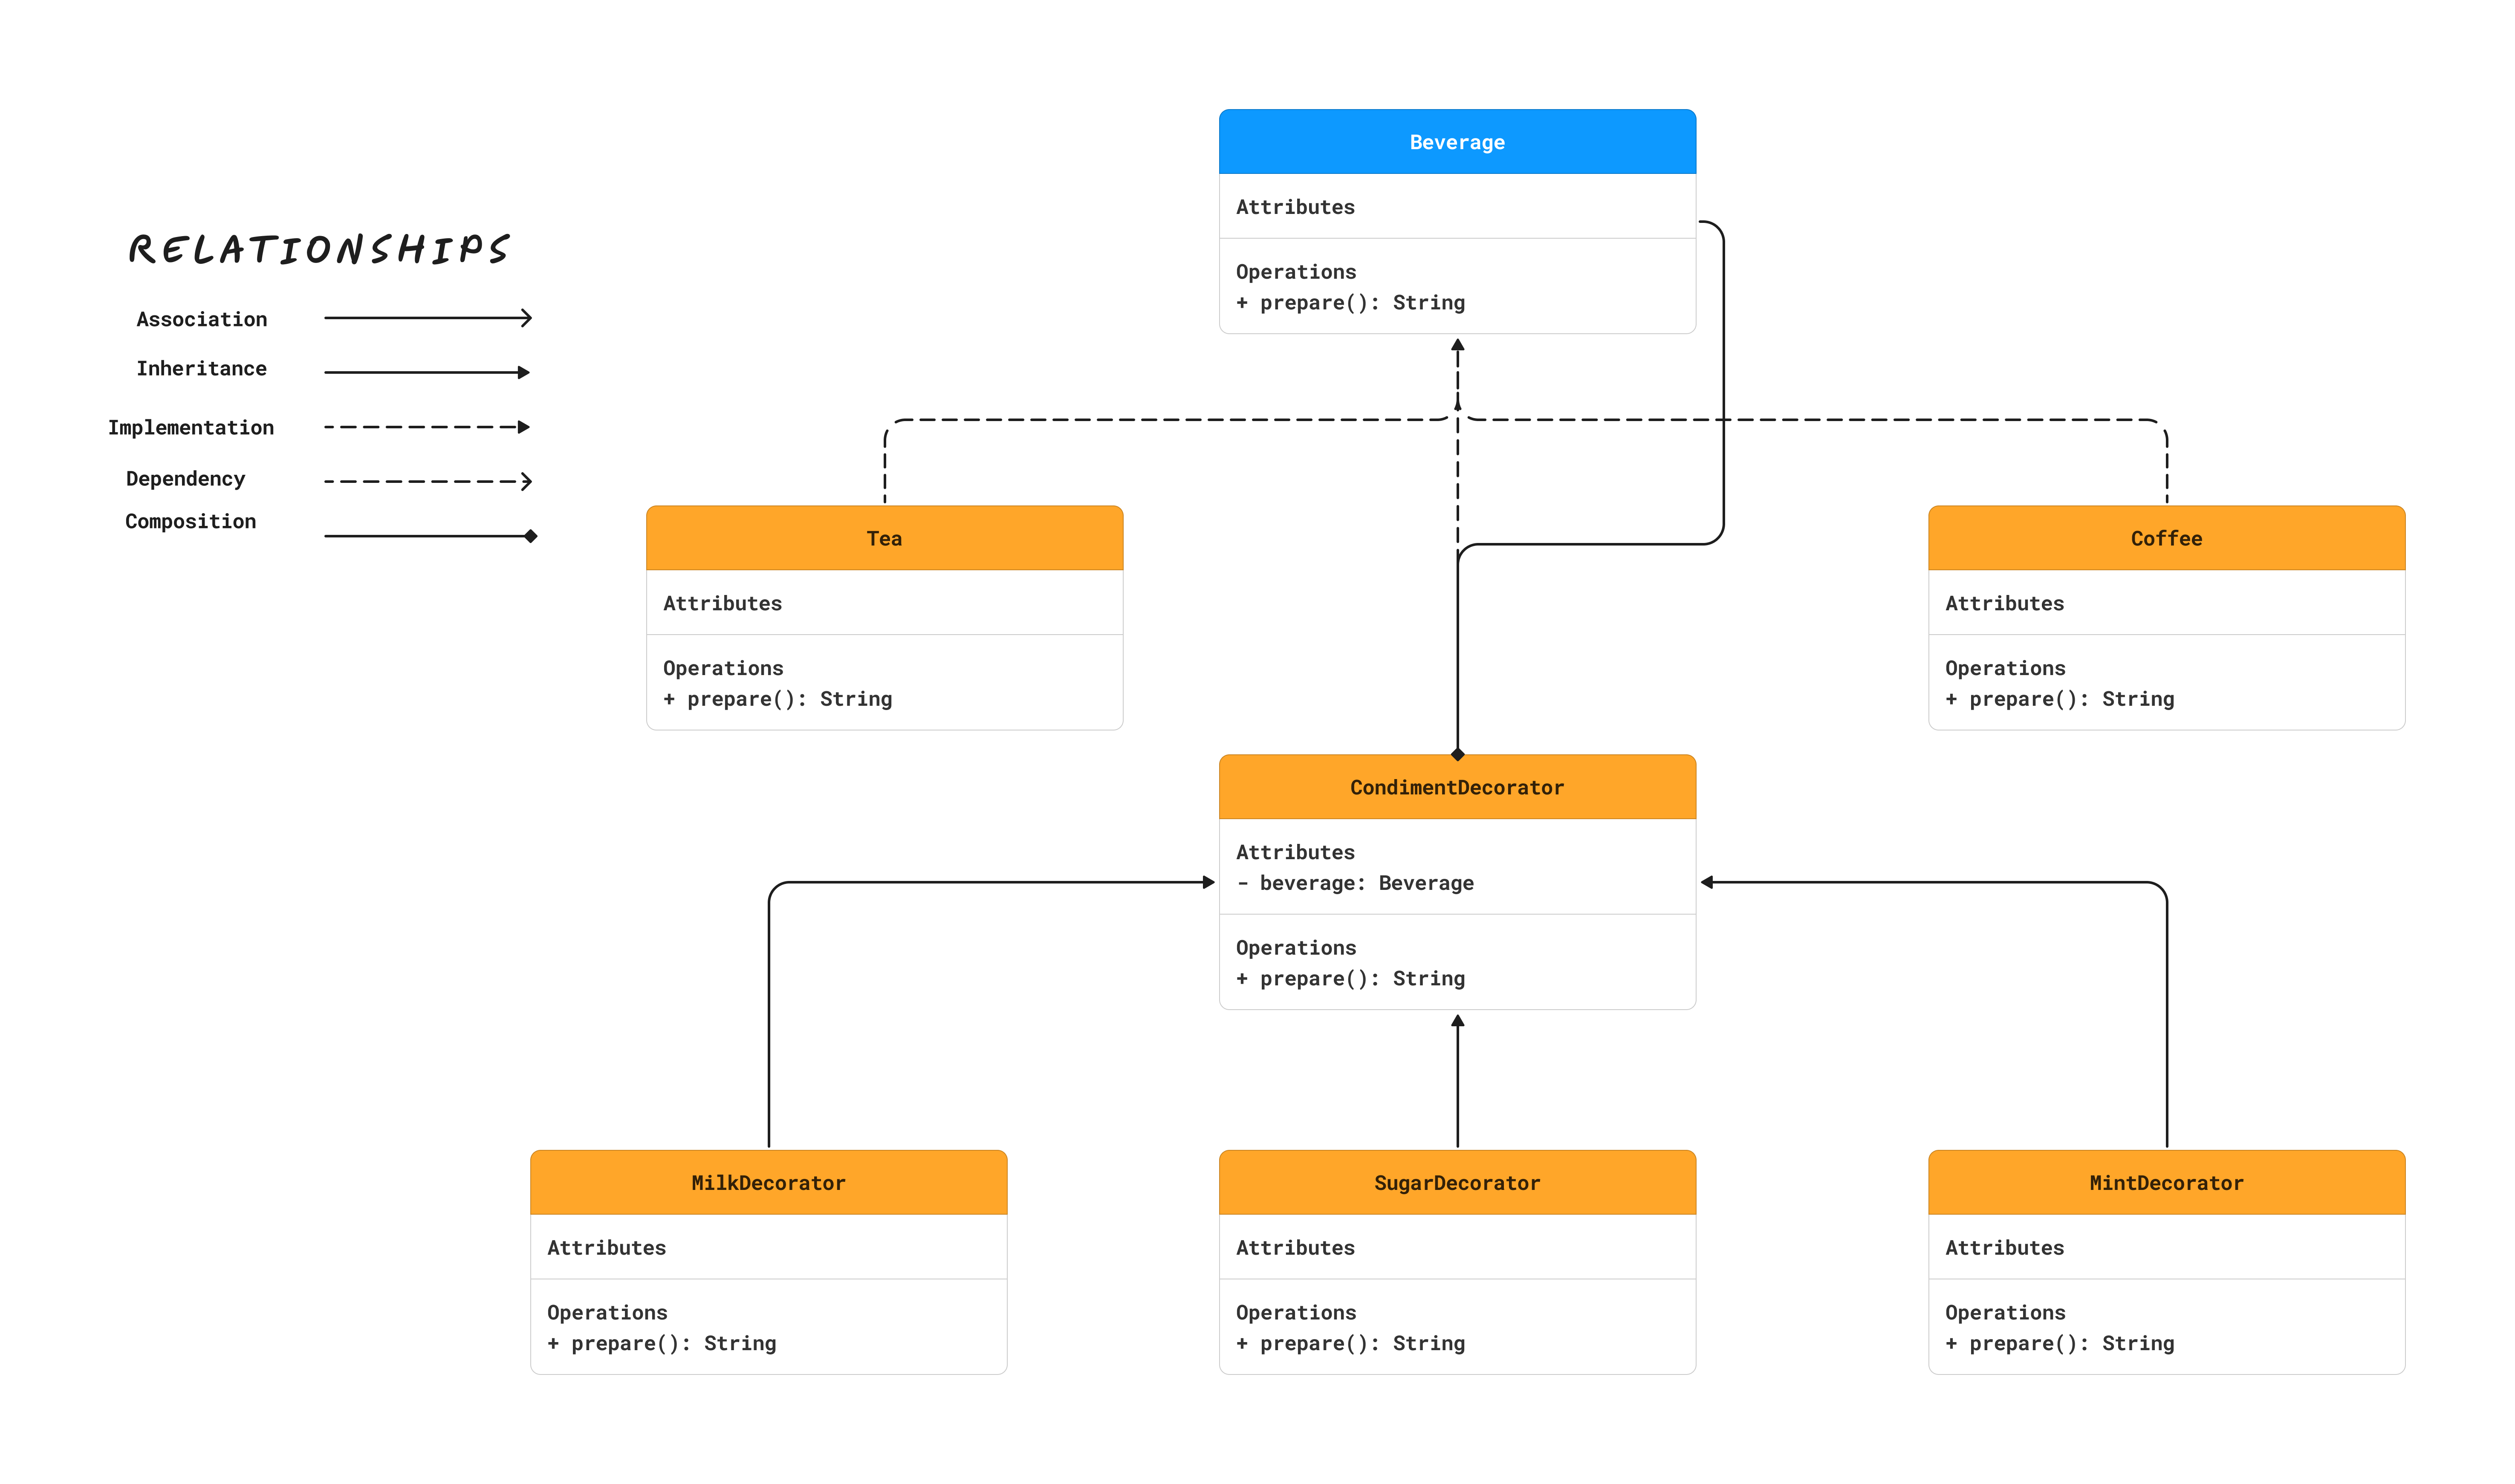 RELATIONSHIPS
Association
Inheritance
Implementation
Dependency
Composition
Beverage
Attributes
Operations
+ prepare(): String
Tea
Attributes
Operations
+ prepare(): String
Coffee
Attributes
Operations
+ prepare(): String
CondimentDecorator
Attributes
- beverage: Beverage
Operations
+ prepare(): String
MilkDecorator
Attributes
Operations
+ prepare(): String
SugarDecorator
Attributes
Operations
+ prepare(): String
MintDecorator
Attributes
Operations
+ prepare(): String